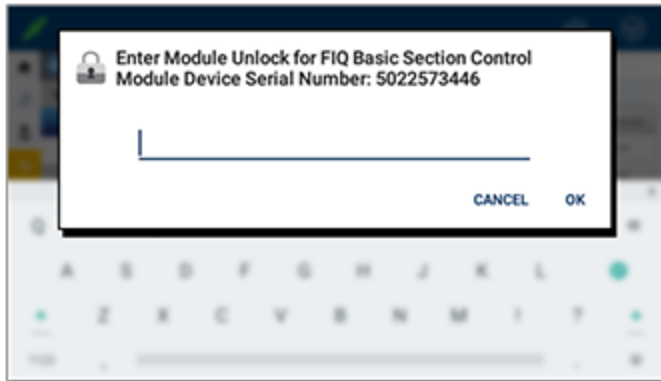 Enter Module Unlock for FIQ Basic Section Control
Module Device Serial Number: 5022573446
CANCEL OK
Q
A S D F G H J K L
Z X C V B N M ! ?